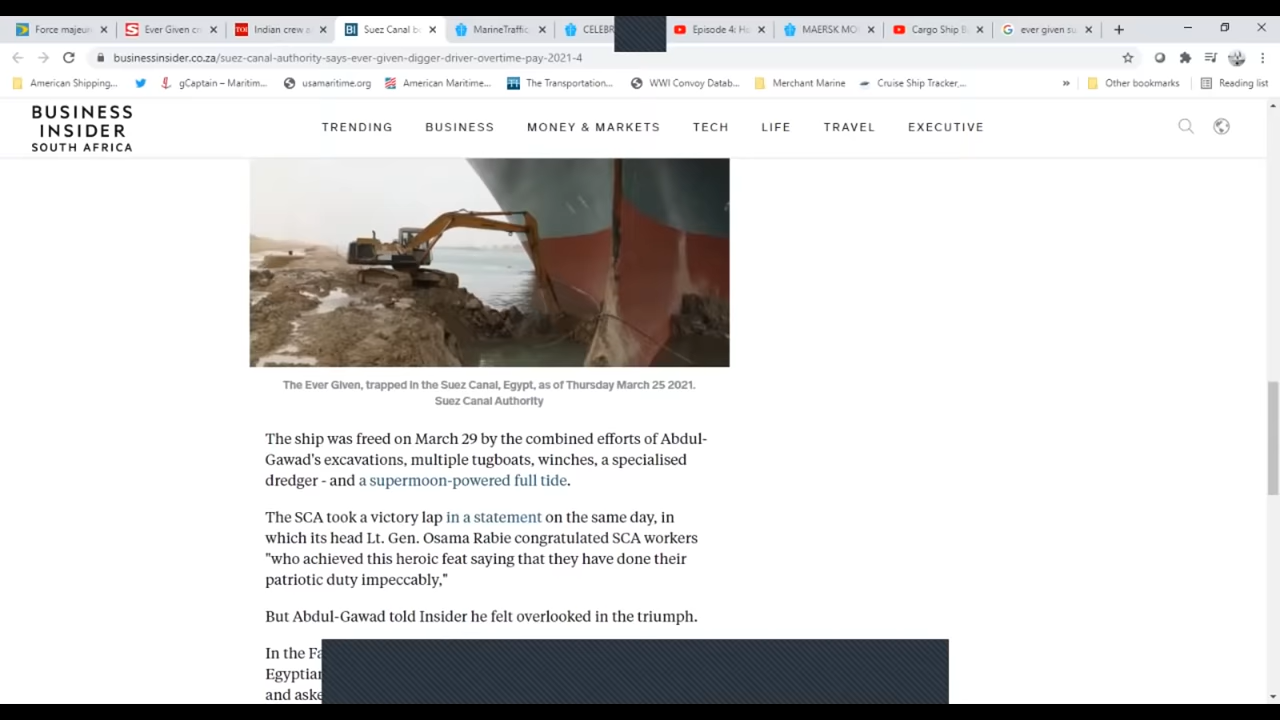 Force majeur
Ever Given cr
TOI
Indian crew a
BI
Suez Canal bo
MarineTraffic
CELEBR
Episode 4: Ho
MAERSK MO
Cargo Ship B
ever given su
businessinsider.co.za/suez-canal-authority-says-ever-given-digger-driver-overtime-pay-2021-4
American Shipping...
gCaptain – Maritim...
usamaritime.org
American Maritime...
The Transportation...
WWI Convoy Datab...
Merchant Marine
Cruise Ship Tracker,...
»
Other bookmarks
Reading list
BUSINESS
INSIDER
SOUTH AFRICA
TRENDING
BUSINESS
MONEY & MARKETS
TECH
LIFE
TRAVEL
EXECUTIVE
The Ever Given, trapped in the Suez Canal, Egypt, as of Thursday March 25 2021.
Suez Canal Authority
The ship was freed on March 29 by the combined efforts of Abdul-
Gawad's excavations, multiple tugboats, winches, a specialised
dredger - and a supermoon-powered full tide.
The SCA took a victory lap in a statement on the same day, in
which its head Lt. Gen. Osama Rabie congratulated SCA workers
"who achieved this heroic feat saying that they have done their
patriotic duty impeccably,"
But Abdul-Gawad told Insider he felt overlooked in the triumph.
In the Fa
Egyptian
and aske